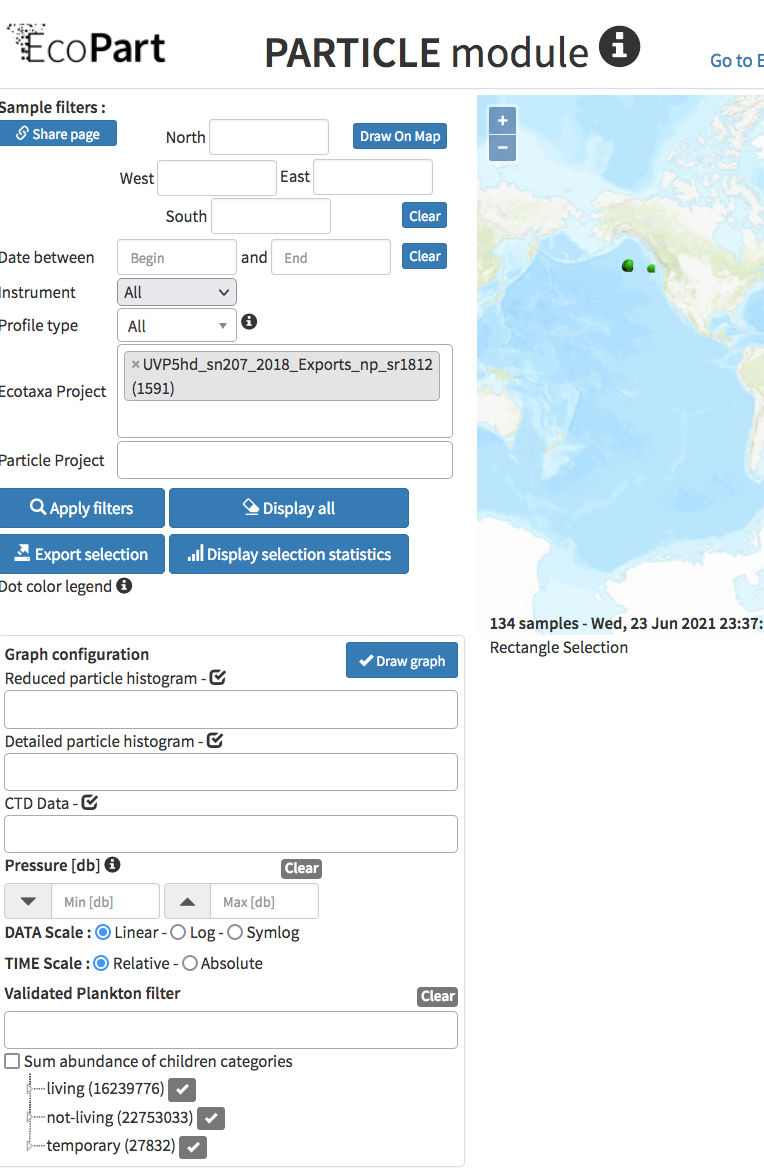 EcoPart
PARTICLE module
Go to E
Sample filters :
Share page
North
Draw On Map
West
East
South
Clear
Date between
Begin
and
End
Clear
Instrument
All
Profile type
All
Ecotaxa Project
×UVP5hd_sn207_2018_Exports_np_sr1812
(1591)
Particle Project
Apply filters
Display all
Export selection
Display selection statistics
Dot color legend
+
−
134 samples - Wed, 23 Jun 2021 23:37:
Rectangle Selection
Graph configuration
Draw graph
Reduced particle histogram -
Detailed particle histogram -
CTD Data -
Pressure [db]
Clear
Min [db]
Max [db]
DATA Scale : Linear - Log - Symlog
TIME Scale : Relative - Absolute
Validated Plankton filter
Clear
Sum abundance of children categories
living (16239776)
not-living (22753033)
temporary (27832)